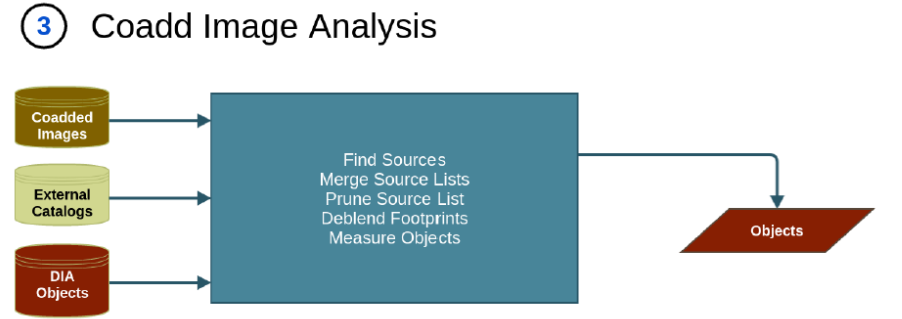 3 Coadd Image Analysis
Coadded
Images
External
Catalogs
DIA
Objects
Find Sources
Merge Source Lists
Prune Source List
Deblend Footprints
Measure Objects
Objects